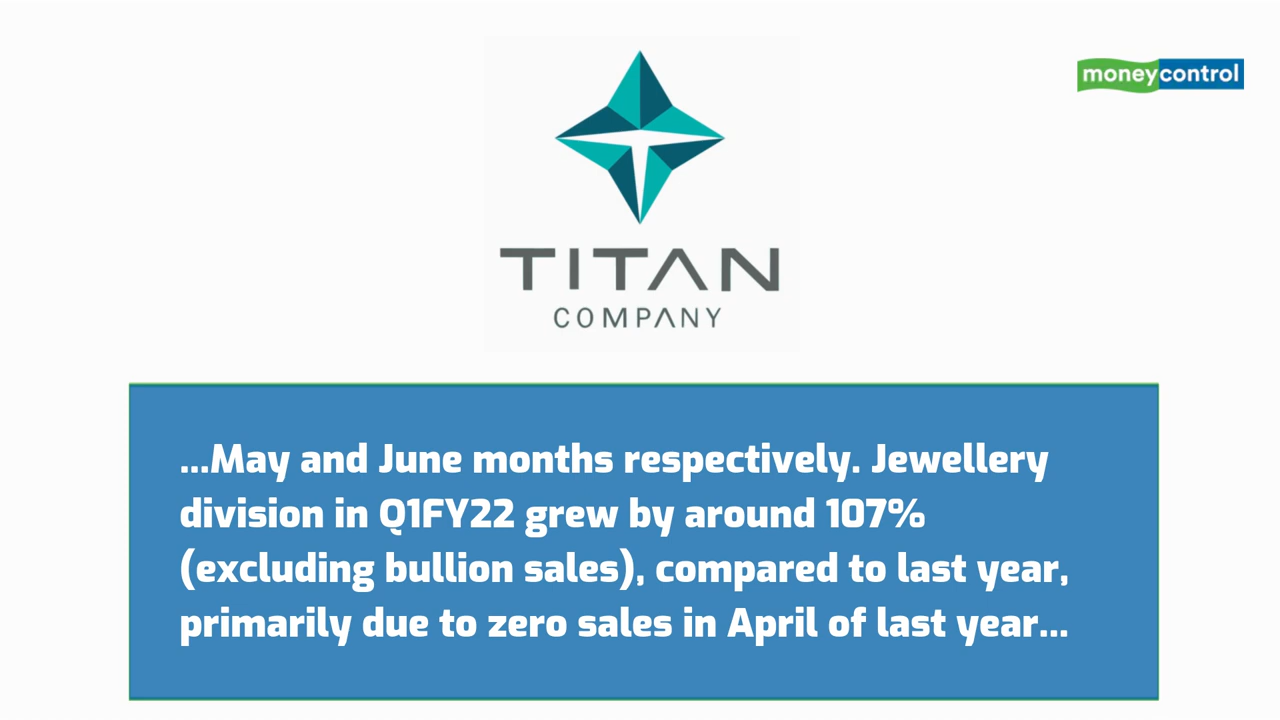 moneycontrol
TITAN
COMPANY
...May and June months respectively. Jewellery
division in Q1FY22 grew by around 107%
(excluding bullion sales), compared to last year,
primarily due to zero sales in April of last year...